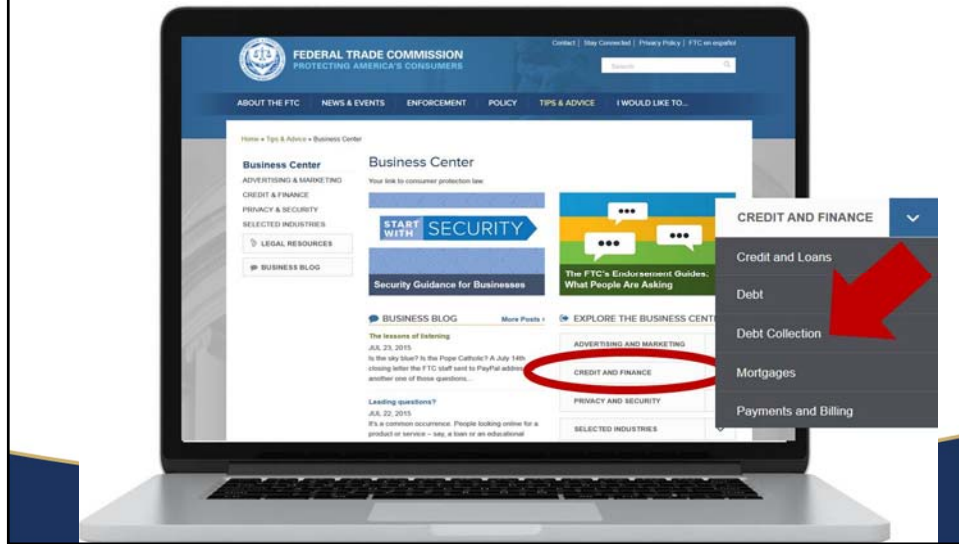 Contact | Stay Connected | Privacy Policy | FTC en español
FEDERAL TRADE COMMISSION
PROTECTING AMERICA'S CONSUMERS
Search
ABOUT THE FTC NEWS & EVENTS ENFORCEMENT POLICY TIPS & ADVICE I WOULD LIKE TO...
Home » Tips & Advice » Business Center
Business Center
ADVERTISING & MARKETING
CREDIT & FINANCE
PRIVACY & SECURITY
SELECTED INDUSTRIES
LEGAL RESOURCES
BUSINESS BLOG
Business Center
Your link to consumer protection law
START WITH SECURITY
Security Guidance for Businesses
The FTC's Endorsement Guides:
What People Are Asking
BUSINESS BLOG More Posts ›
The lessons of listening
JUL 23, 2015
Is the sky blue? Is the Pope Catholic? A July 14th
closing letter the FTC staff sent to PayPal
another one of those questions...
Leading questions?
JUL 22, 2015
It's a common occurrence. People looking online for a
product or service – say, a loan or an educational
EXPLORE THE BUSINESS CENT
ADVERTISING AND MARKETING
CREDIT AND FINANCE
PRIVACY AND SECURITY
SELECTED INDUSTRIES
CREDIT AND FINANCE
Credit and Loans
Debt
Debt Collection
Mortgages
Payments and Billing